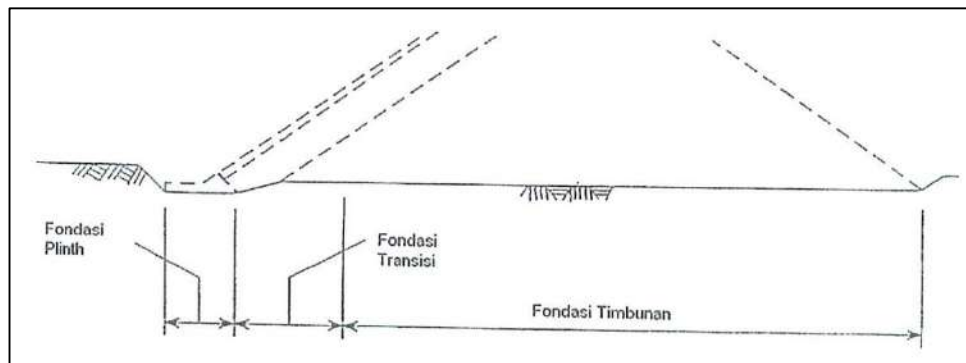 Fondasi
Plinth
Fondasi
Transisi
Fondasi Timbunan